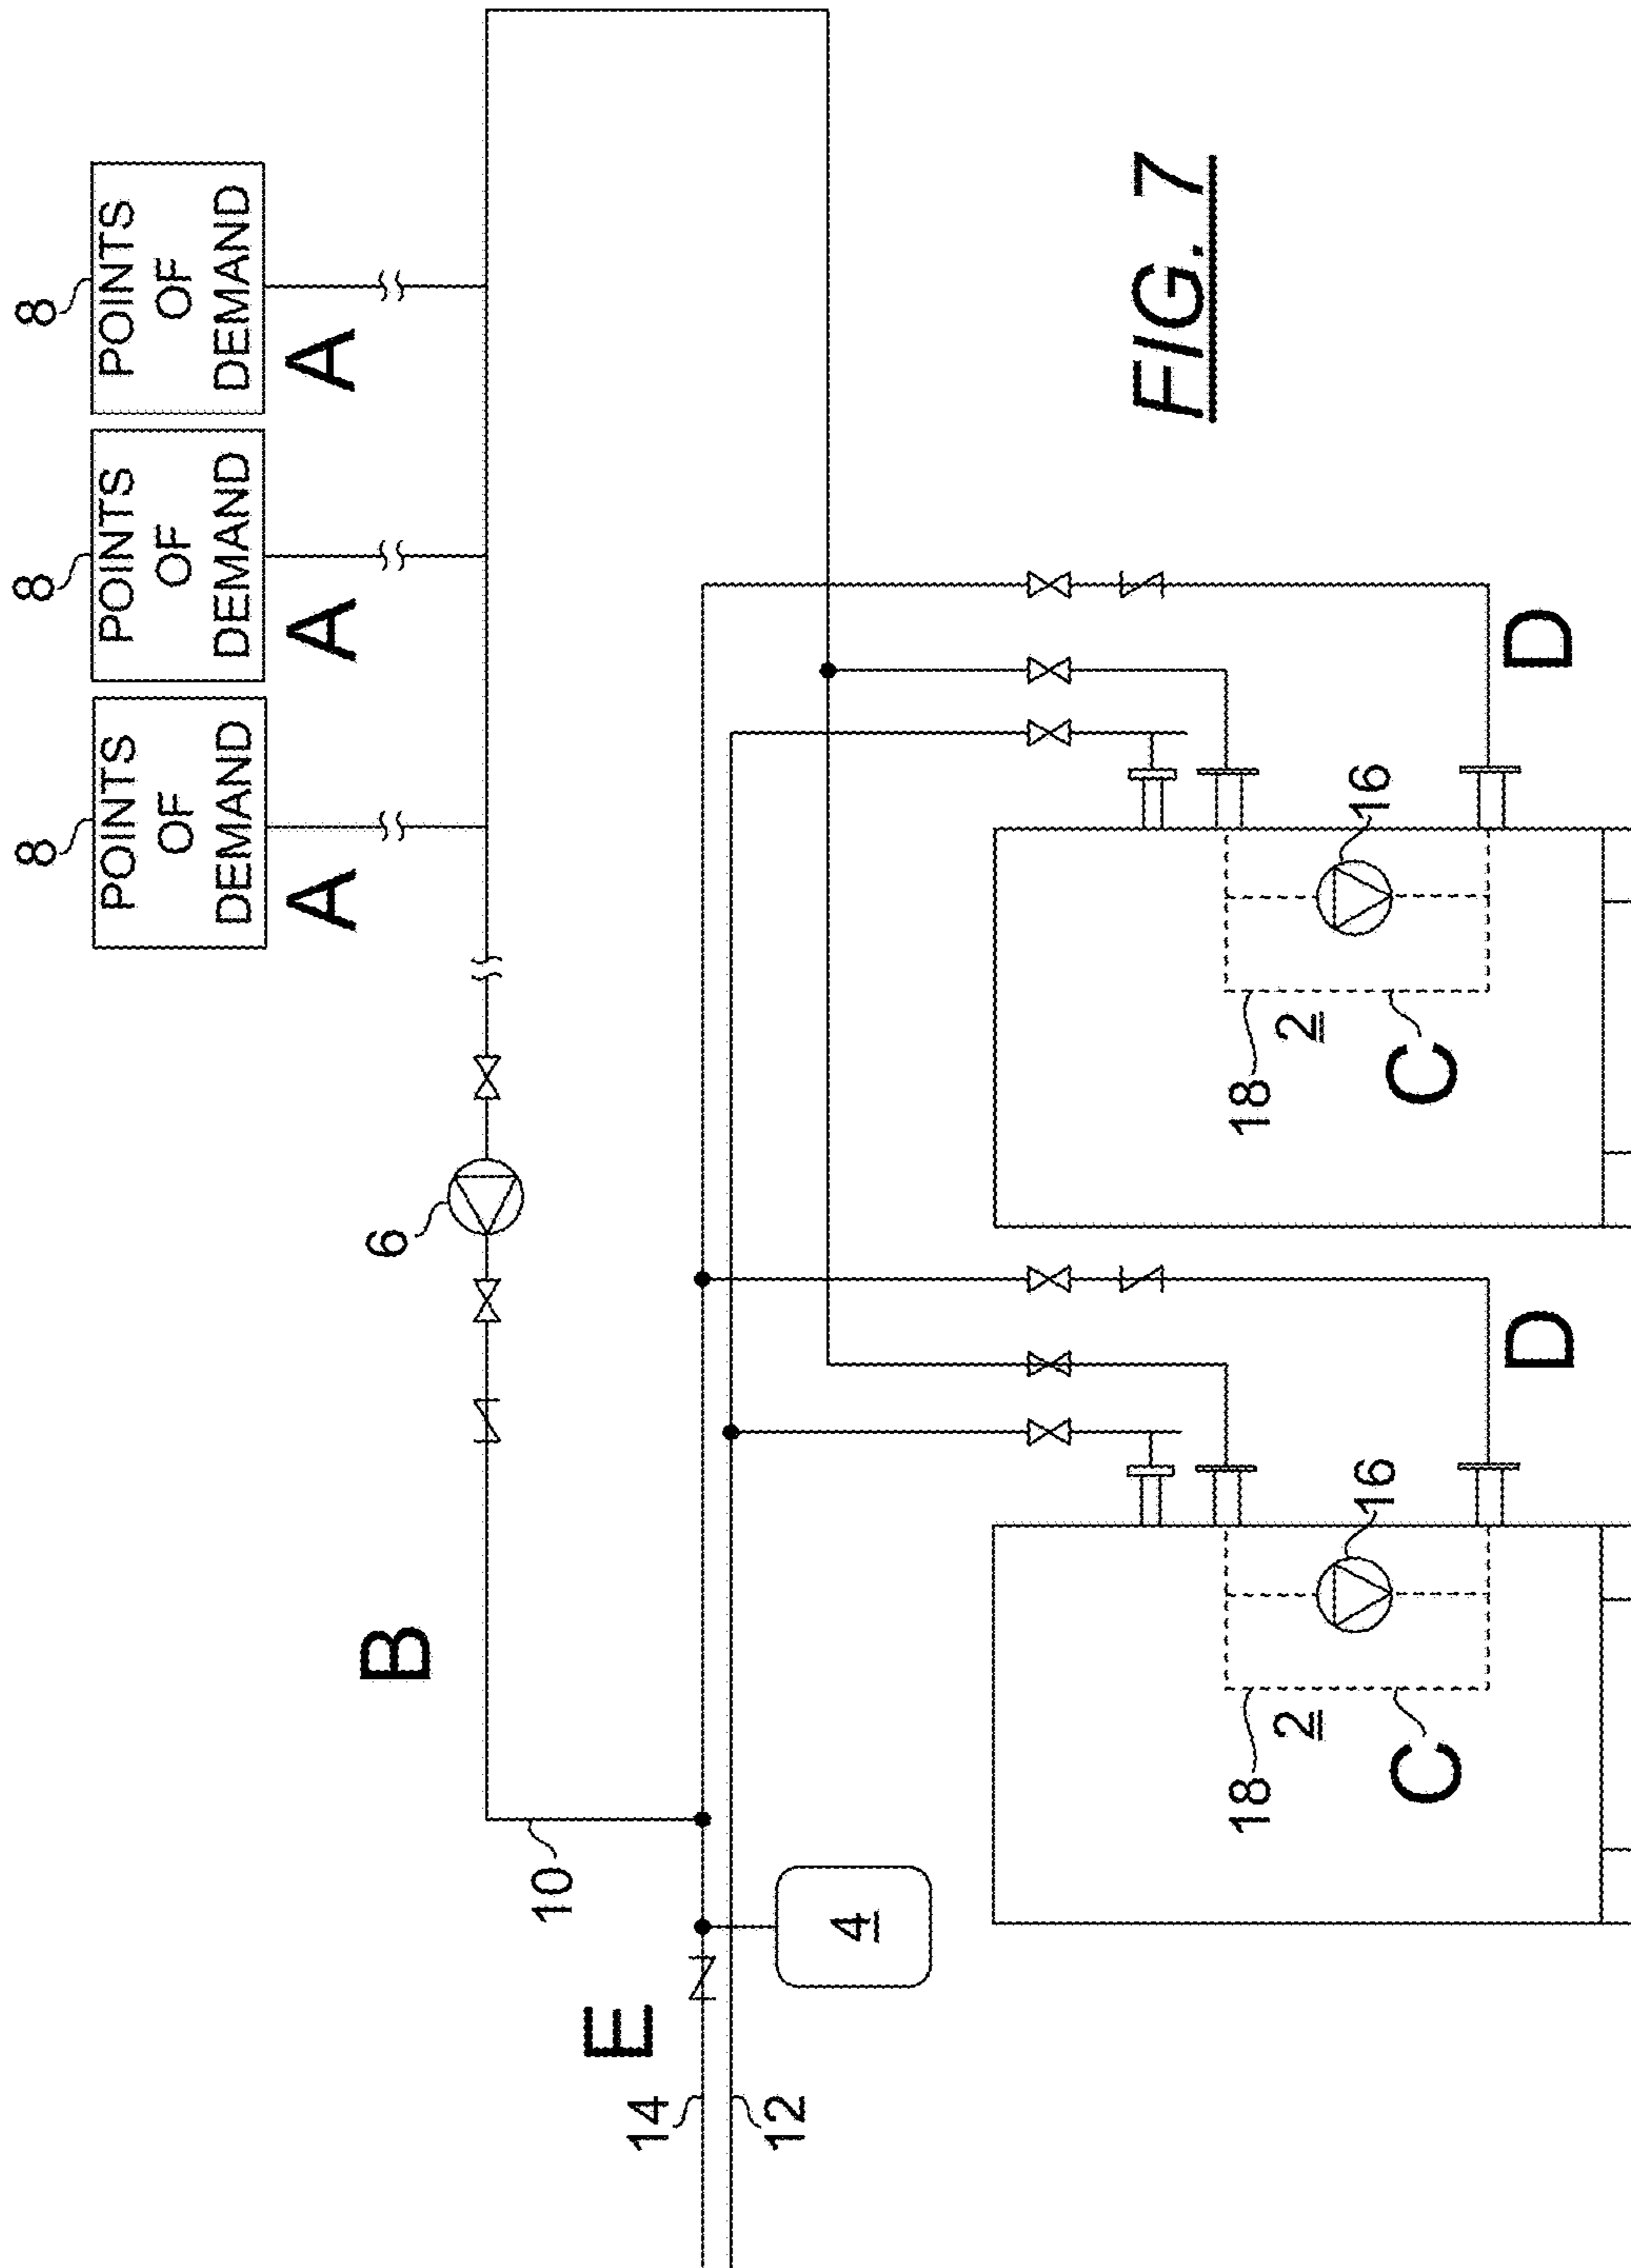 8
POINTS
OF
DEMAND
A
8
POINTS
OF
DEMAND
A
8
POINTS
OF
DEMAND
A
B
6
10
E
14
12
4
FIG. 7
18
2
C
16
D
18
2
C
16
D